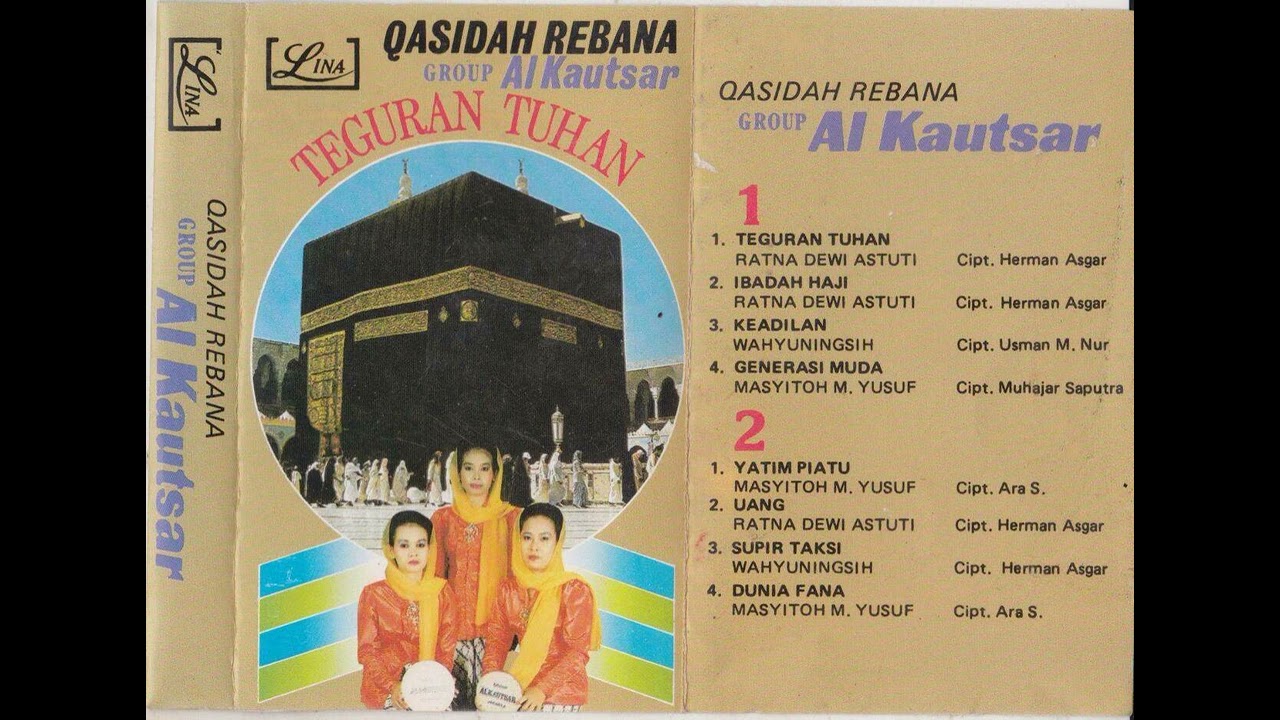 LINA
QASIDAH REBANA
GROUP Al Kautsar
LINA
QASIDAH REBANA
GROUP Al Kautsar
TEGURAN TUHAN
ALKAUTSAR
QASIDAH REBANA
GROUP Al Kautsar
1
1. TEGURAN TUHAN
RATNA DEWI ASTUTI Cipt. Herman Asgar
2. IBADAH HAJI
RATNA DEWI ASTUTI Cipt. Herman Asgar
3. KEADILAN
WAHYUNINGSIH Cipt. Usman M. Nur
4. GENERASI MUDA
MASYITOH M. YUSUF Cipt. Muhajar Saputra
2
1. YATIM PIATU
MASYITOH M. YUSUF Cipt. Ara S.
2. UANG
RATNA DEWI ASTUTI Cipt. Herman Asgar
3. SUPIR TAKSI
WAHYUNINGSIH Cipt. Herman Asgar
4. DUNIA FANA
MASYITOH M. YUSUF Cipt. Ara S.